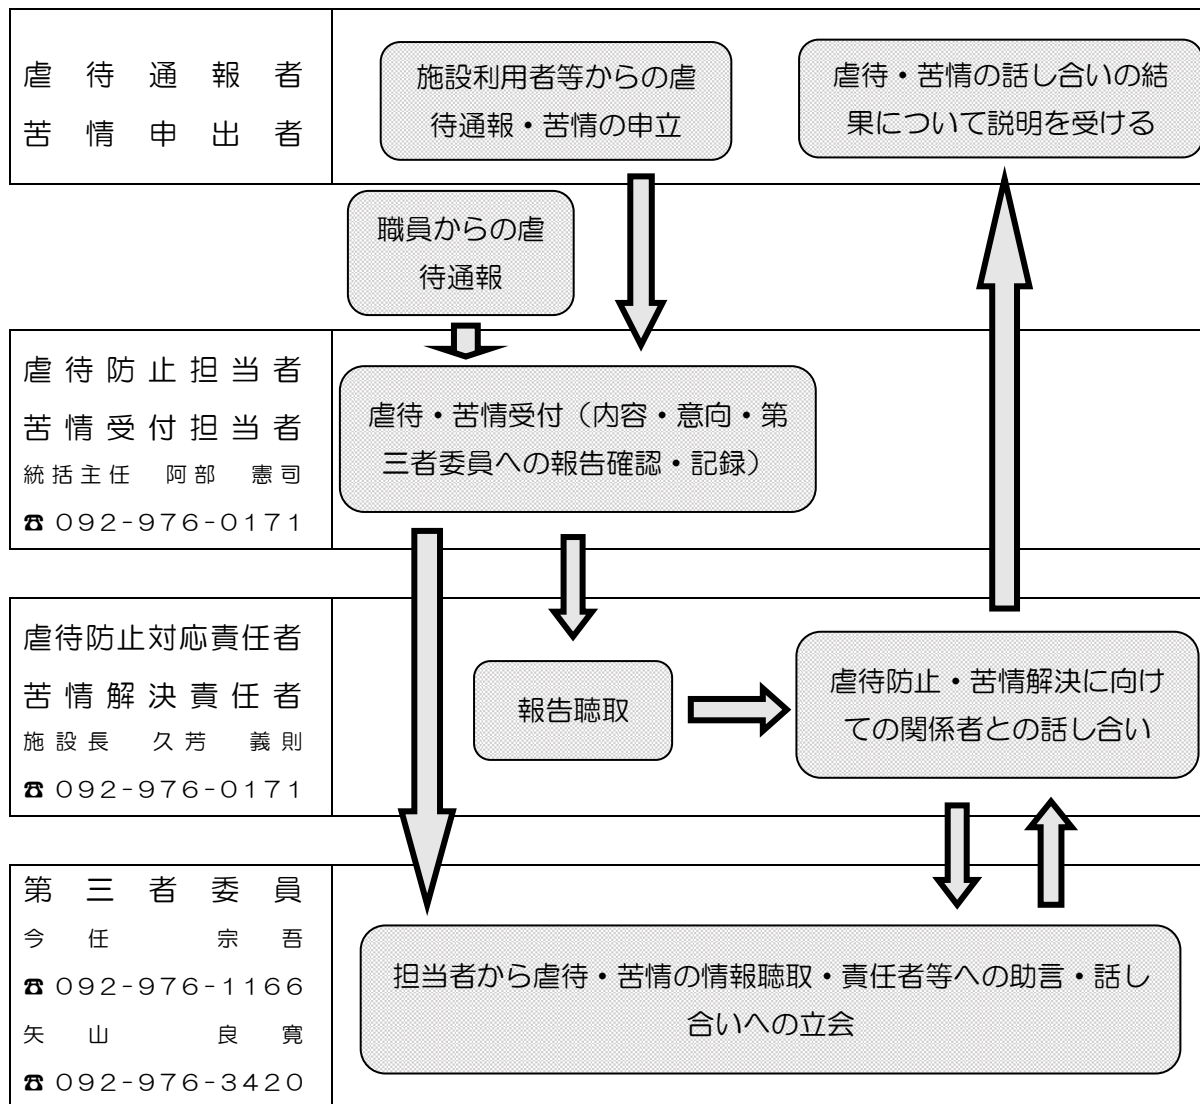 虐待通報者
苦情申出者
施設利用者等からの虐
待通報・苦情の申立
虐待・苦情の話し合いの結
果について説明を受ける
職員からの虐
待通報
虐待防止担当者
苦情受付担当者
統括主任 阿部 憲司
☎092-976-0171
虐待・苦情受付（内容・意向・第
三者委員への報告確認・記録）
虐待防止対応責任者
苦情解決責任者
施設長 久芳 義則
☎092-976-0171
報告聴取
虐待防止・苦情解決に向け
ての関係者との話し合い
第三者委員
今任 宗吾
☎092-976-1166
矢山 良寛
☎092-976-3420
担当者から虐待・苦情の情報聴取・責任者等への助言・話し
合いへの立会